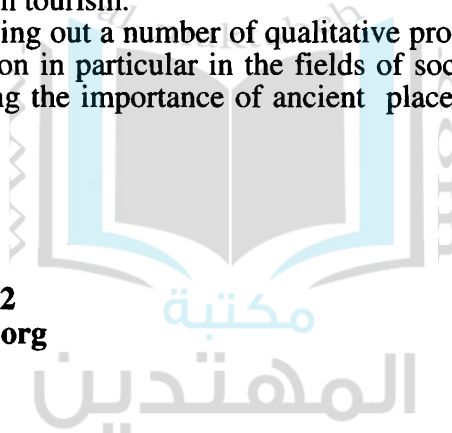 n tourism.
ing out a number of qualitative pro
on in particular in the fields of soc
ng the importance of ancient place
2
org
مكتبة
المهتدين